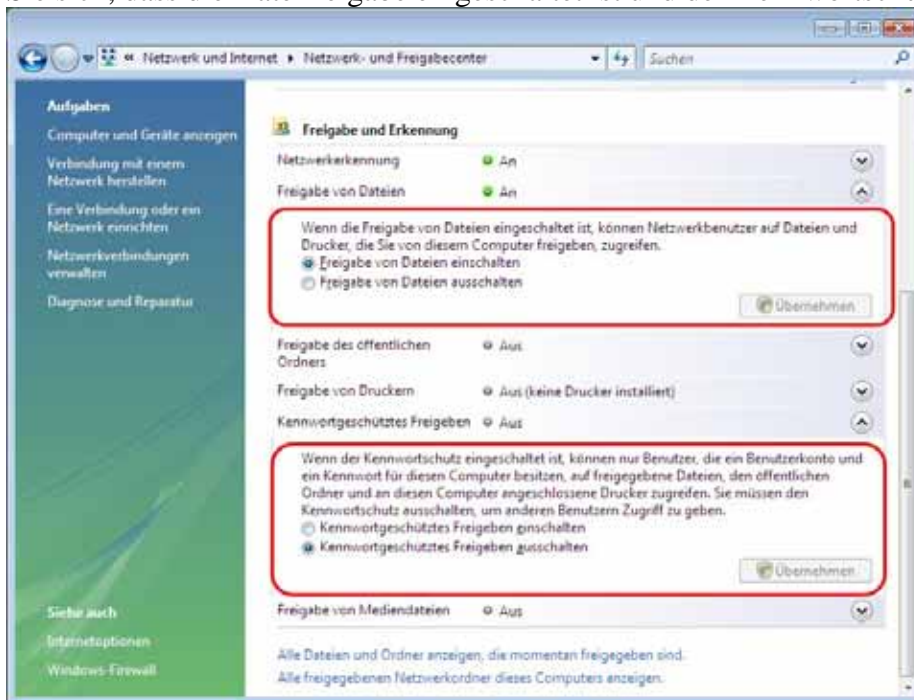 Netzwerk und Internet ▸ Netzwerk- und Freigabecenter
Suchen
Aufgaben
Computer und Geräte anzeigen
Verbindung mit einem
Netzwerk herstellen
Eine Verbindung oder ein
Netzwerk einrichten
Netzwerkverbindungen
verwalten
Diagnose und Reparatur
Siehe auch
Internetoptionen
Windows-Firewall
Freigabe und Erkennung
Netzwerkerkennung An
Freigabe von Dateien An
Wenn die Freigabe von Dateien eingeschaltet ist, können Netzwerkbenutzer auf Dateien und
Drucker, die Sie von diesem Computer freigeben, zugreifen.
Freigabe von Dateien einschalten
Freigabe von Dateien ausschalten
Übernehmen
Freigabe des öffentlichen Aus
Ordners
Freigabe von Druckern Aus (keine Drucker installiert)
Kennwortgeschütztes Freigeben Aus
Wenn der Kennwortschutz eingeschaltet ist, können nur Benutzer, die ein Benutzerkonto und
ein Kennwort für diesen Computer besitzen, auf freigegebene Dateien, den öffentlichen
Ordner und an diesen Computer angeschlossene Drucker zugreifen. Sie müssen den
Kennwortschutz ausschalten, um anderen Benutzern Zugriff zu geben.
Kennwortgeschütztes Freigeben einschalten
Kennwortgeschütztes Freigeben ausschalten
Übernehmen
Freigabe von Mediendateien Aus
Alle Dateien und Ordner anzeigen, die momentan freigegeben sind.
Alle freigegebenen Netzwerkordner dieses Computers anzeigen.